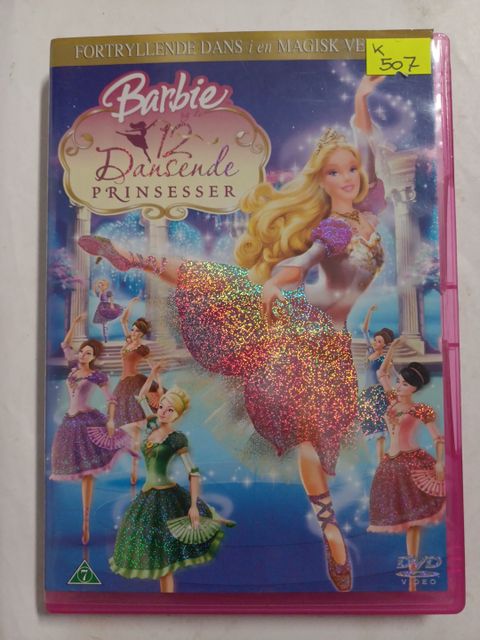 FORTRYLLENDE DANS i en MAGISK VE
K
507
Barbie
12
Dansende
PRINSESSER
7
DVD
VIDEO